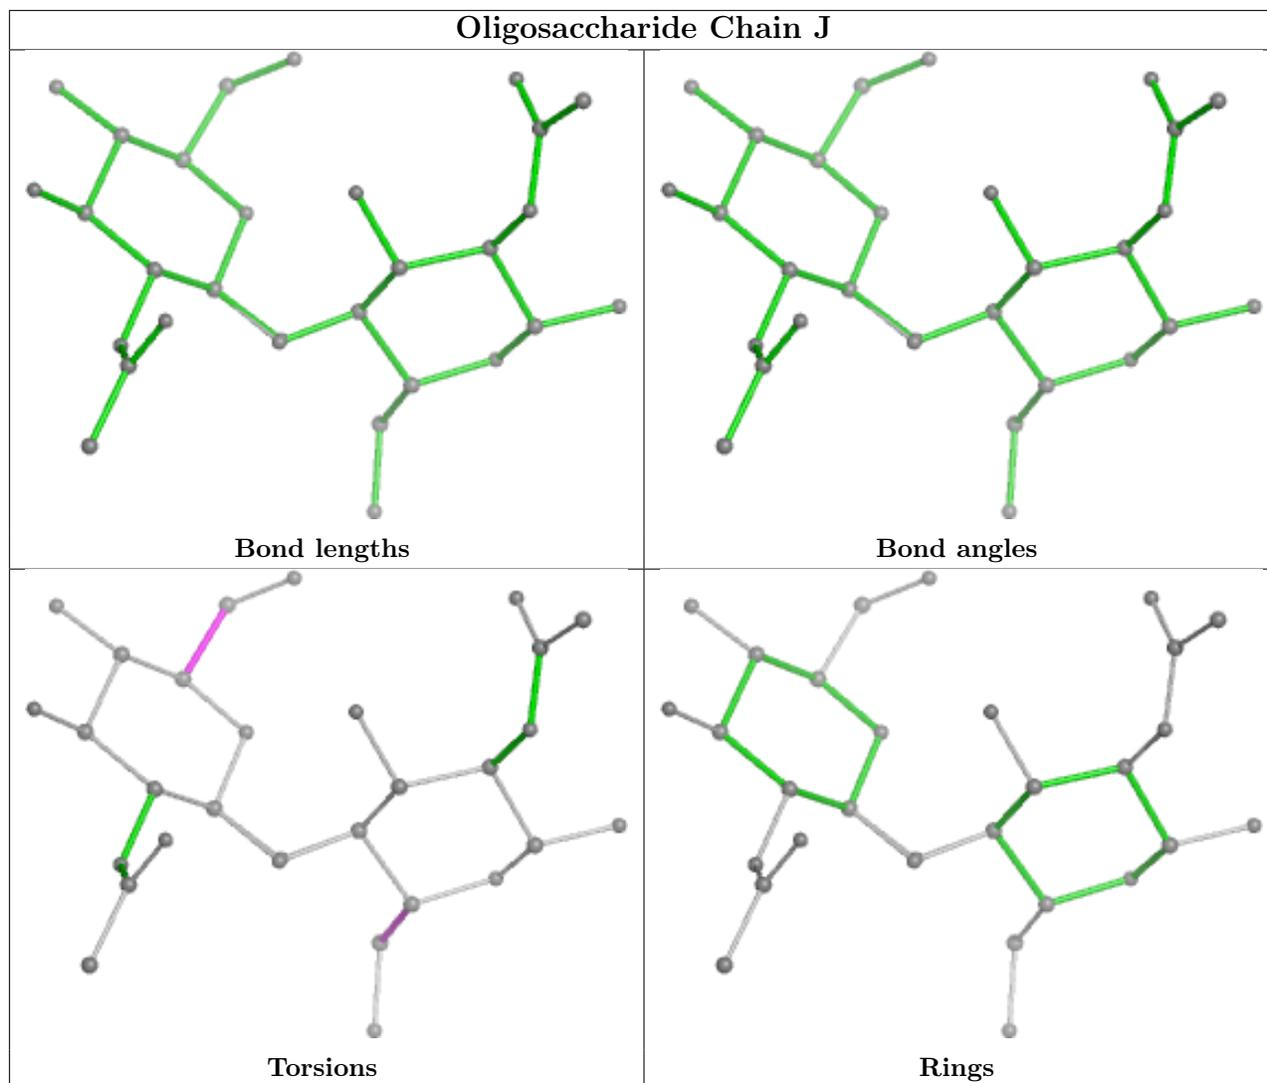 Oligosaccharide Chain J
Bond lengths
Bond angles
Torsions
Rings